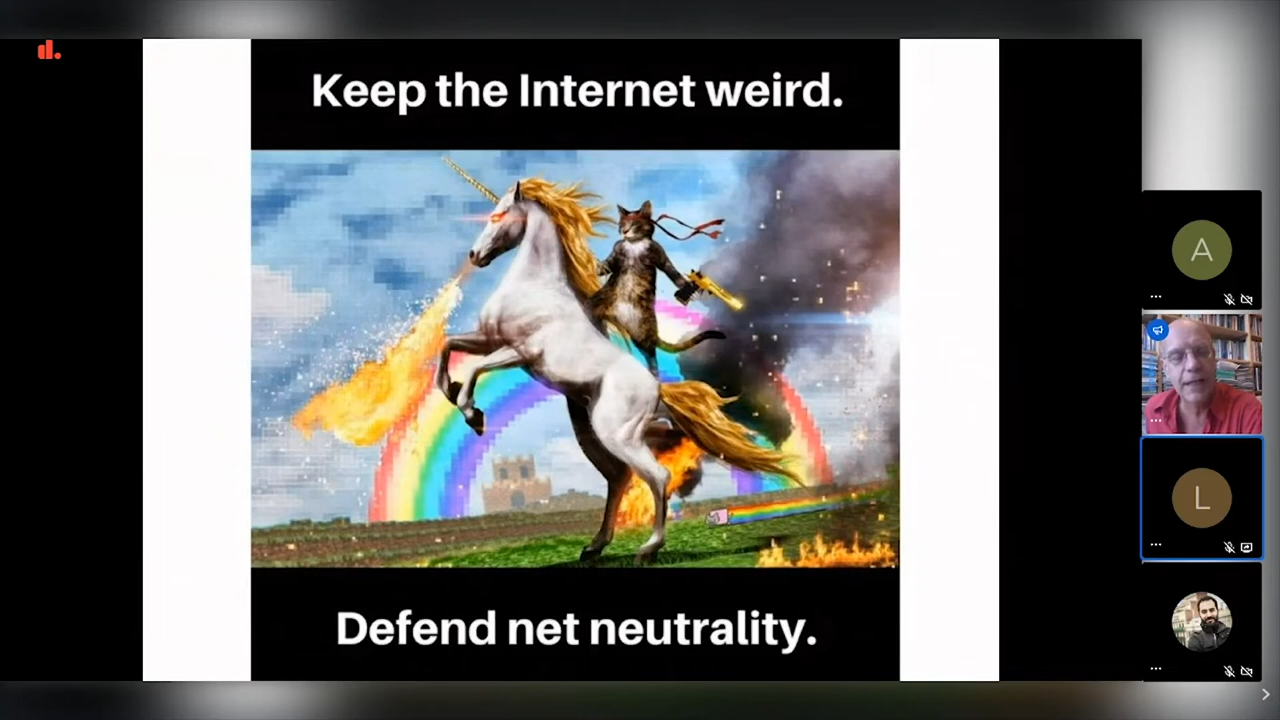 d.
Keep the Internet weird.
A
L
Defend net neutrality.